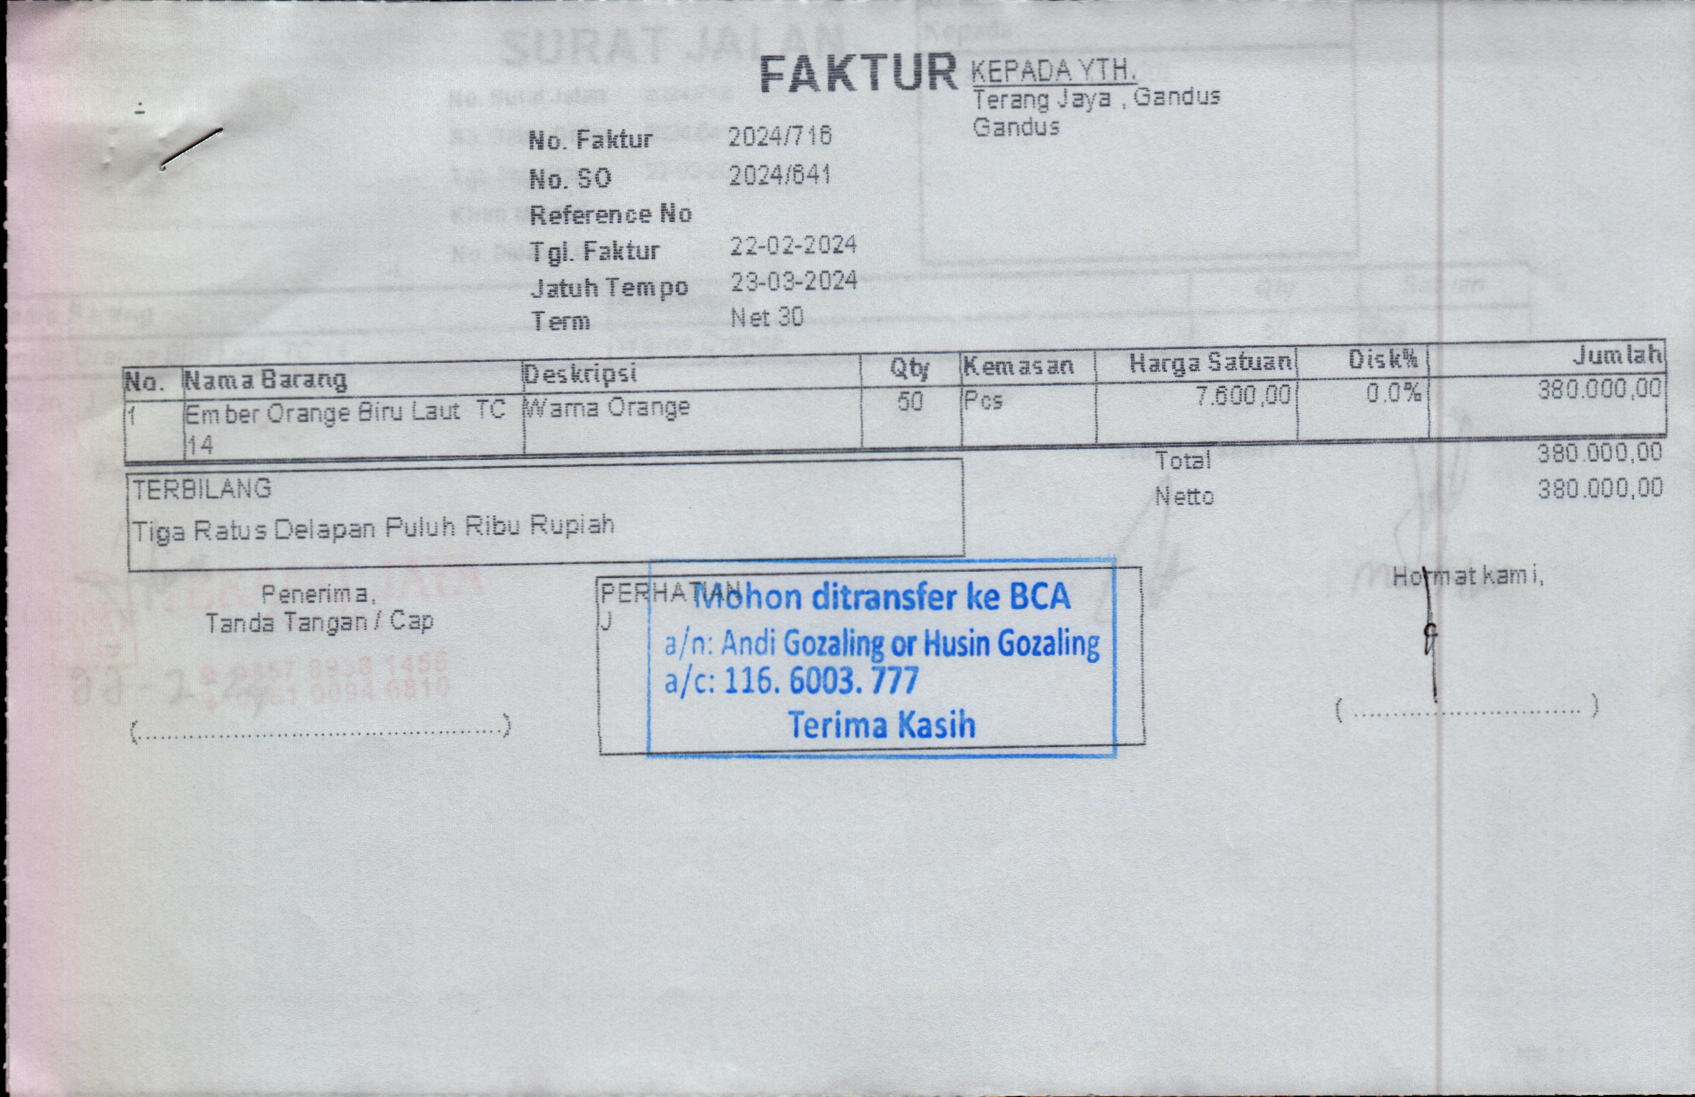 FAKTUR
KEPADA YTH.
Terang Jaya , Gandus
Gandus
No. Faktur 2024/716
No. SO 2024/641
Reference No
Tgl. Faktur 22-02-2024
Jatuh Tempo 23-03-2024
Term Net 30
No. Nama Barang Deskripsi Qty Kemasan Harga Satuan Disk% Jumlah
1 Ember Orange Biru Laut TC 14 Warna Orange 50 Pcs 7.600,00 0.0% 380.000,00
Total 380.000,00
Netto 380.000,00
TERBILANG
Tiga Ratus Delapan Puluh Ribu Rupiah
Penerima,
Tanda Tangan / Cap
(...............................................)
PERHATIAN
J
Mohon ditransfer ke BCA
a/n: Andi Gozaling or Husin Gozaling
a/c: 116. 6003. 777
Terima Kasih
Hormat kami,
( ............................. )
SURAT JALAN
Kepada